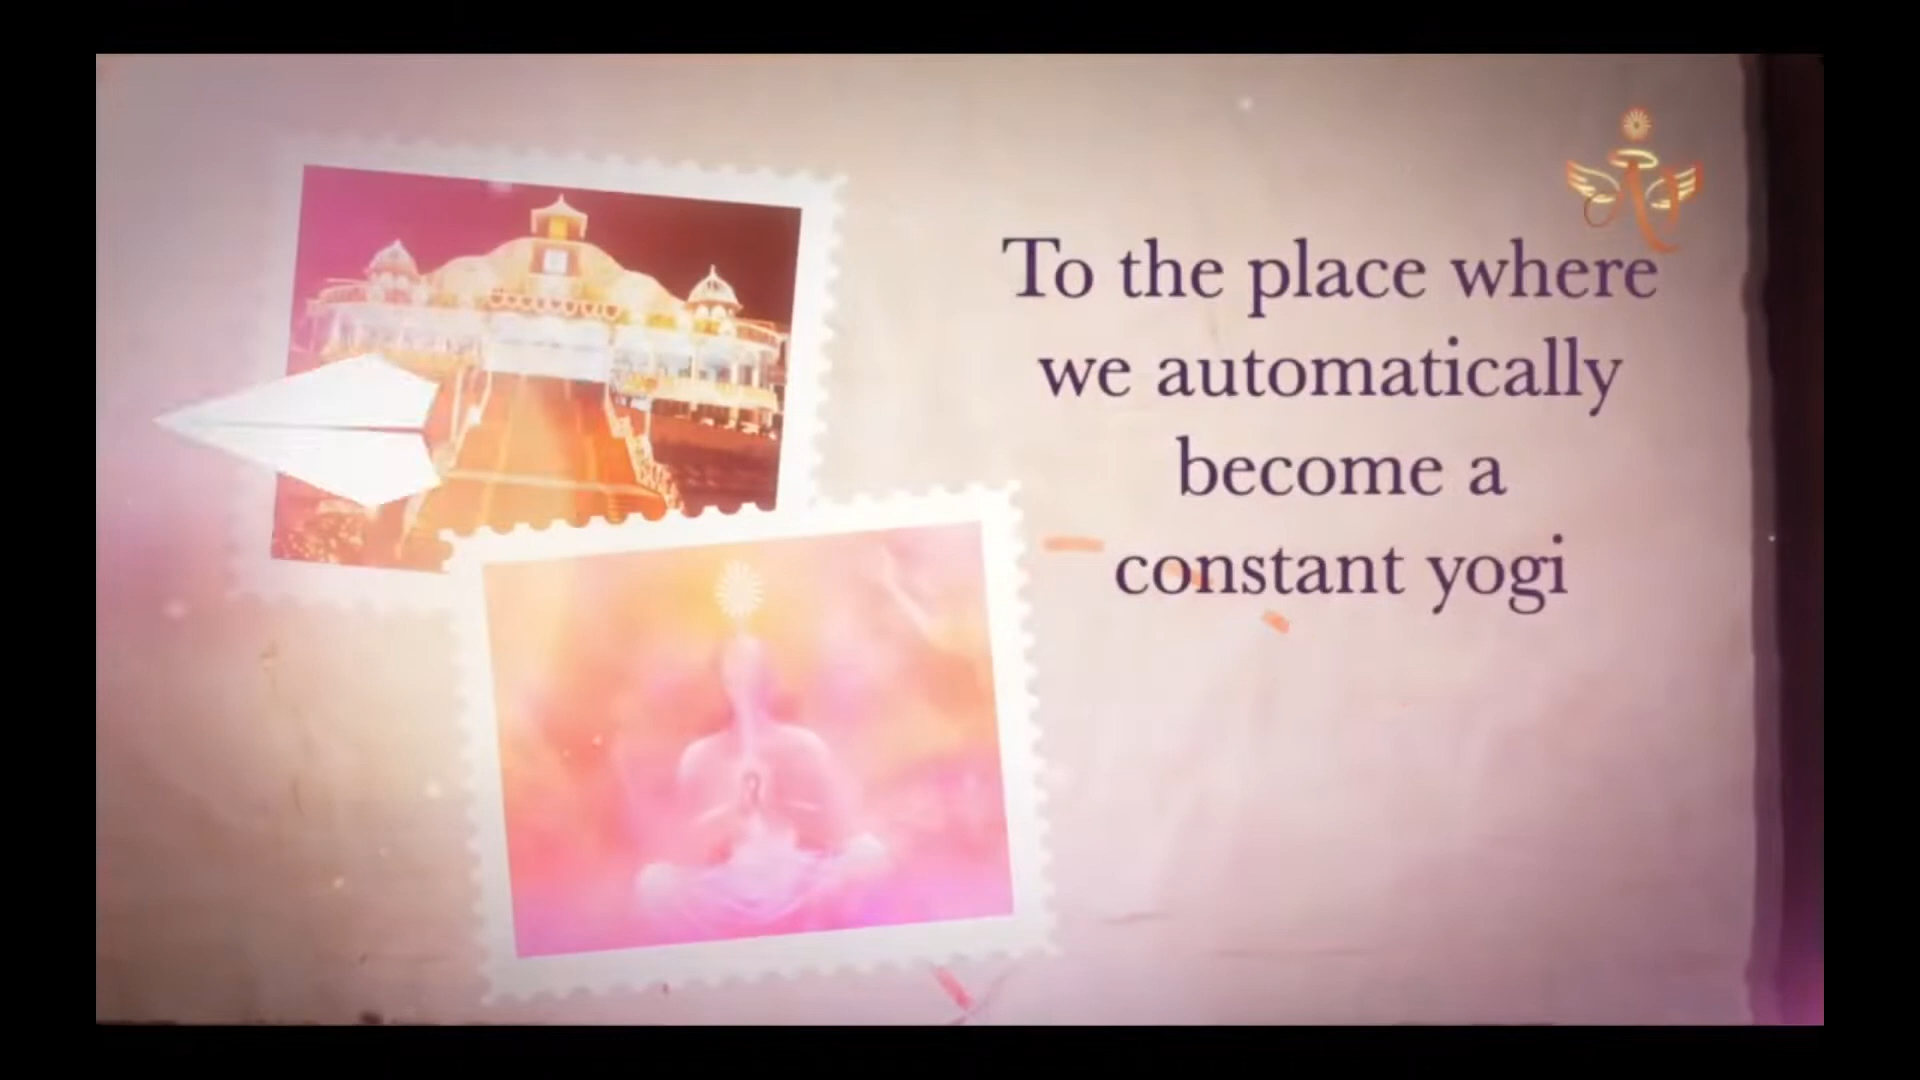 To the place where
we automatically
become a
constant yogi